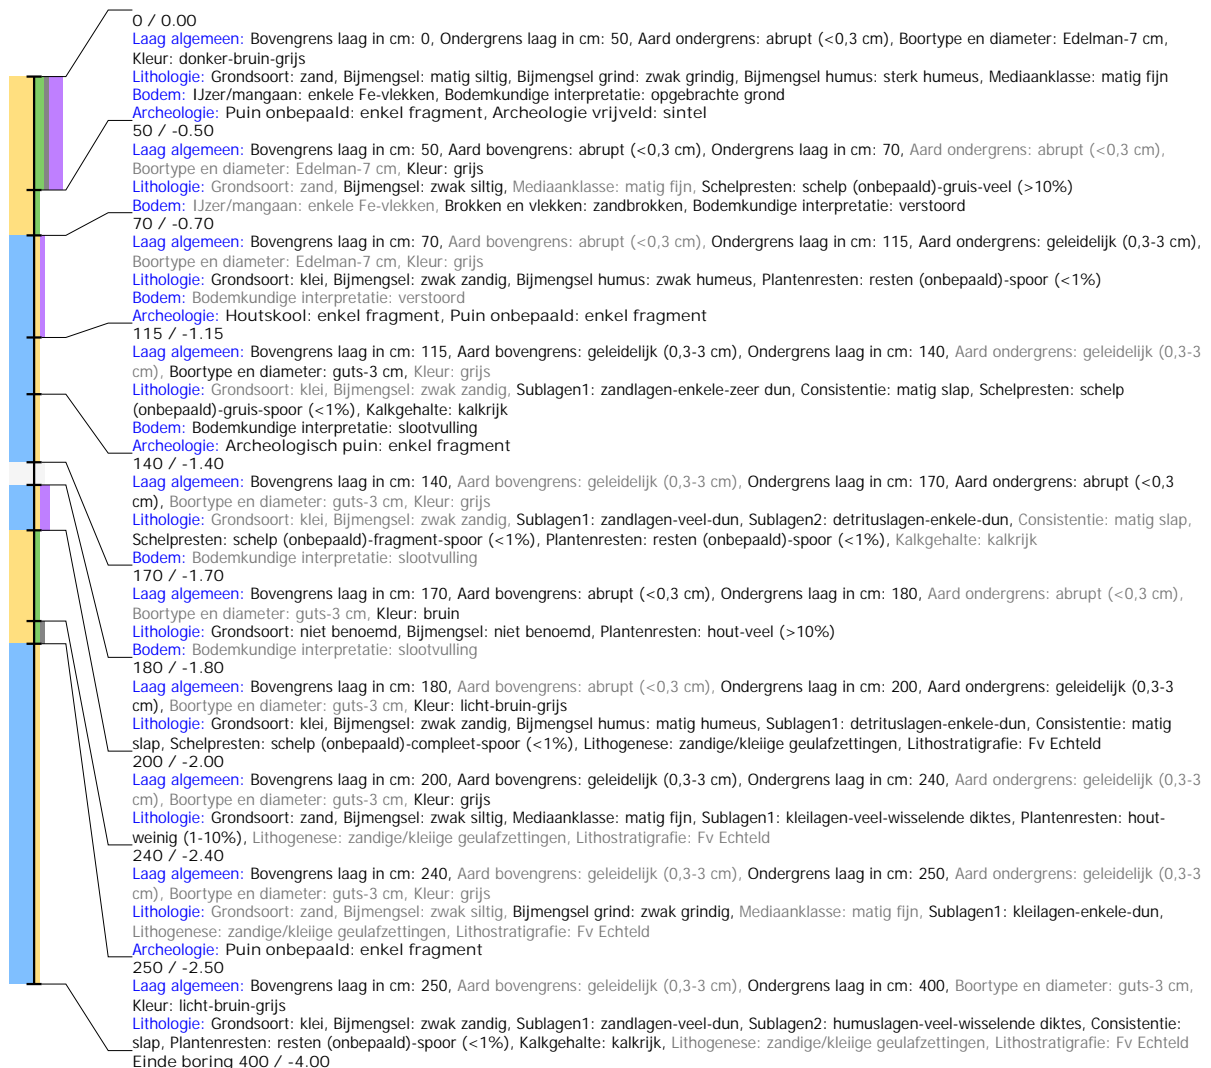 0 / 0.00
Laag algemeen: Bovengrens laag in cm: 0, Ondergrens laag in cm: 50, Aard ondergrens: abrupt (<0,3 cm), Boortype en diameter: Edelman-7 cm,
Kleur: donker-bruin-grijs
Lithologie: Grondsoort: zand, Bijmengsel: matig siltig, Bijmengsel grind: zwak grindig, Bijmengsel humus: sterk humeus, Mediaanklasse: matig fijn
Bodem: IJzer/mangaan: enkele Fe-vlekken, Bodemkundige interpretatie: opgebrachte grond
Archeologie: Puin onbepaald: enkel fragment, Archeologie vrijveld: sintel
50 / -0.50
Laag algemeen: Bovengrens laag in cm: 50, Aard bovengrens: abrupt (<0,3 cm), Ondergrens laag in cm: 70, Aard ondergrens: abrupt (<0,3 cm),
Boortype en diameter: Edelman-7 cm, Kleur: grijs
Lithologie: Grondsoort: zand, Bijmengsel: zwak siltig, Mediaanklasse: matig fijn, Schelpresten: schelp (onbepaald)-gruis-veel (>10%)
Bodem: IJzer/mangaan: enkele Fe-vlekken, Brokken en vlekken: zandbrokken, Bodemkundige interpretatie: verstoord
70 / -0.70
Laag algemeen: Bovengrens laag in cm: 70, Aard bovengrens: abrupt (<0,3 cm), Ondergrens laag in cm: 115, Aard ondergrens: geleidelijk (0,3-3 cm),
Boortype en diameter: Edelman-7 cm, Kleur: grijs
Lithologie: Grondsoort: klei, Bijmengsel: zwak zandig, Bijmengsel humus: zwak humeus, Plantenresten: resten (onbepaald)-spoor (<1%)
Bodem: Bodemkundige interpretatie: verstoord
Archeologie: Houtskool: enkel fragment, Puin onbepaald: enkel fragment
115 / -1.15
Laag algemeen: Bovengrens laag in cm: 115, Aard bovengrens: geleidelijk (0,3-3 cm), Ondergrens laag in cm: 140, Aard ondergrens: geleidelijk (0,3-3
cm), Boortype en diameter: guts-3 cm, Kleur: grijs
Lithologie: Grondsoort: klei, Bijmengsel: zwak zandig, Sublagen1: zandlagen-enkele-zeer dun, Consistentie: matig slap, Schelpresten: schelp
(onbepaald)-gruis-spoor (<1%), Kalkgehalte: kalkrijk
Bodem: Bodemkundige interpretatie: slootvulling
Archeologie: Archeologisch puin: enkel fragment
140 / -1.40
Laag algemeen: Bovengrens laag in cm: 140, Aard bovengrens: geleidelijk (0,3-3 cm), Ondergrens laag in cm: 170, Aard ondergrens: abrupt (<0,3
cm), Boortype en diameter: guts-3 cm, Kleur: grijs
Lithologie: Grondsoort: klei, Bijmengsel: zwak zandig, Sublagen1: zandlagen-veel-dun, Sublagen2: detrituslagen-enkele-dun, Consistentie: matig slap,
Schelpresten: schelp (onbepaald)-fragment-spoor (<1%), Plantenresten: resten (onbepaald)-spoor (<1%), Kalkgehalte: kalkrijk
Bodem: Bodemkundige interpretatie: slootvulling
170 / -1.70
Laag algemeen: Bovengrens laag in cm: 170, Aard bovengrens: abrupt (<0,3 cm), Ondergrens laag in cm: 180, Aard ondergrens: abrupt (<0,3 cm),
Boortype en diameter: guts-3 cm, Kleur: bruin
Lithologie: Grondsoort: niet benoemd, Bijmengsel: niet benoemd, Plantenresten: hout-veel (>10%)
Bodem: Bodemkundige interpretatie: slootvulling
180 / -1.80
Laag algemeen: Bovengrens laag in cm: 180, Aard bovengrens: abrupt (<0,3 cm), Ondergrens laag in cm: 200, Aard ondergrens: geleidelijk (0,3-3
cm), Boortype en diameter: guts-3 cm, Kleur: licht-bruin-grijs
Lithologie: Grondsoort: klei, Bijmengsel: zwak zandig, Bijmengsel humus: matig humeus, Sublagen1: detrituslagen-enkele-dun, Consistentie: matig
slap, Schelpresten: schelp (onbepaald)-compleet-spoor (<1%), Lithogenese: zandige/kleiige geulafzettingen, Lithostratigrafie: Fv Echteld
200 / -2.00
Laag algemeen: Bovengrens laag in cm: 200, Aard bovengrens: geleidelijk (0,3-3 cm), Ondergrens laag in cm: 240, Aard ondergrens: geleidelijk (0,3-3
cm), Boortype en diameter: guts-3 cm, Kleur: grijs
Lithologie: Grondsoort: zand, Bijmengsel: zwak siltig, Mediaanklasse: matig fijn, Sublagen1: kleilagen-veel-wisselende diktes, Plantenresten: hout-
weinig (1-10%), Lithogenese: zandige/kleiige geulafzettingen, Lithostratigrafie: Fv Echteld
240 / -2.40
Laag algemeen: Bovengrens laag in cm: 240, Aard bovengrens: geleidelijk (0,3-3 cm), Ondergrens laag in cm: 250, Aard ondergrens: geleidelijk (0,3-3
cm), Boortype en diameter: guts-3 cm, Kleur: grijs
Lithologie: Grondsoort: zand, Bijmengsel: zwak siltig, Bijmengsel grind: zwak grindig, Mediaanklasse: matig fijn, Sublagen1: kleilagen-enkele-dun,
Lithogenese: zandige/kleiige geulafzettingen, Lithostratigrafie: Fv Echteld
Archeologie: Puin onbepaald: enkel fragment
250 / -2.50
Laag algemeen: Bovengrens laag in cm: 250, Aard bovengrens: geleidelijk (0,3-3 cm), Ondergrens laag in cm: 400, Boortype en diameter: guts-3 cm,
Kleur: licht-bruin-grijs
Lithologie: Grondsoort: klei, Bijmengsel: zwak zandig, Sublagen1: zandlagen-veel-dun, Sublagen2: humuslagen-veel-wisselende diktes, Consistentie:
slap, Plantenresten: resten (onbepaald)-spoor (<1%), Kalkgehalte: kalkrijk, Lithogenese: zandige/kleiige geulafzettingen, Lithostratigrafie: Fv Echteld
Einde boring 400 / -4.00